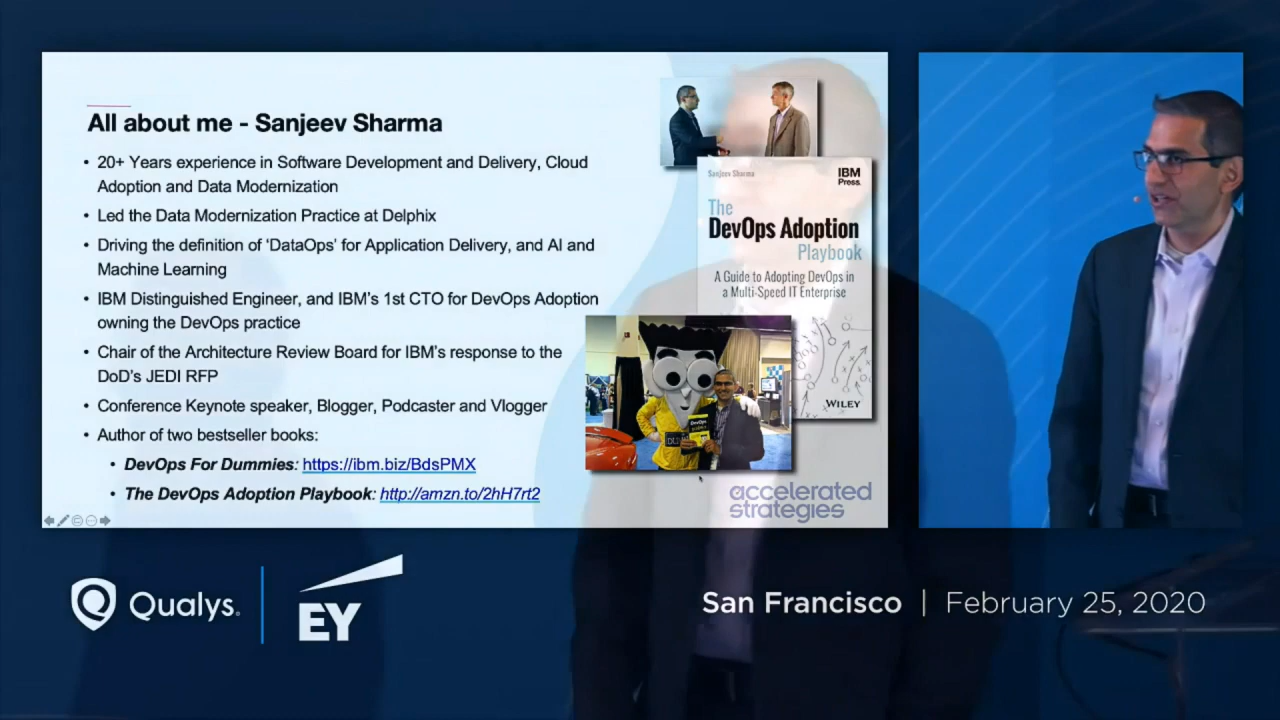 All about me - Sanjeev Sharma
• 20+ Years experience in Software Development and Delivery, Cloud
Adoption and Data Modernization
• Led the Data Modernization Practice at Delphix
• Driving the definition of ‘DataOps’ for Application Delivery, and AI and
Machine Learning
• IBM Distinguished Engineer, and IBM’s 1st CTO for DevOps Adoption
owning the DevOps practice
• Chair of the Architecture Review Board for IBM’s response to the
DoD’s JEDI RFP
• Conference Keynote speaker, Blogger, Podcaster and Vlogger
• Author of two bestseller books:
• DevOps For Dummies: https://ibm.biz/BdsPMX
• The DevOps Adoption Playbook: http://amzn.to/2hH7rt2
Sanjeev Sharma
IBM
Press.
The
DevOps Adoption
Playbook
A Guide to Adopting DevOps in
a Multi-Speed IT Enterprise
WILEY
DevOps
accelerated
strategies
Qualys.
EY
San Francisco | February 25, 2020